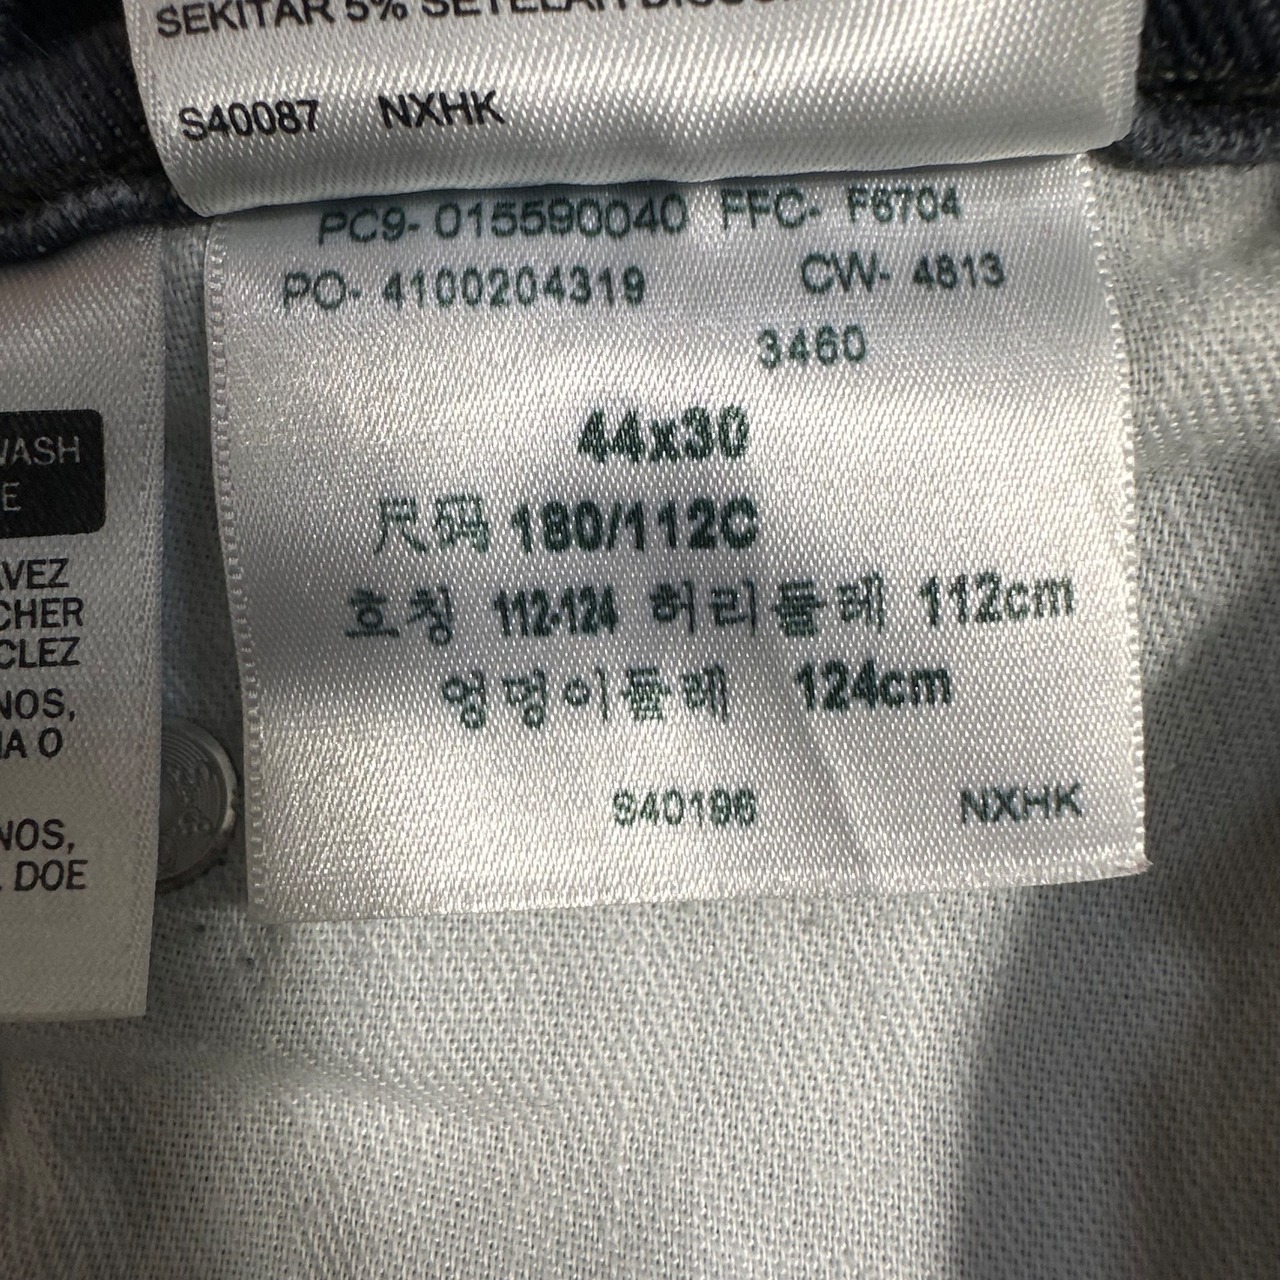 SEKITAR 5% SETELAH
S40087 NXHK
PC9- 015590040 FFC- F6704
PO- 4100204319 CW- 4813
3460
44x30
尺码 180/112C
호칭 112-124 허리둘레 112cm
엉덩이둘레 124cm
940196 NXHK
WASH
E
AVEZ
CHER
CLEZ
NOS,
NA O
NOS,
. DOE